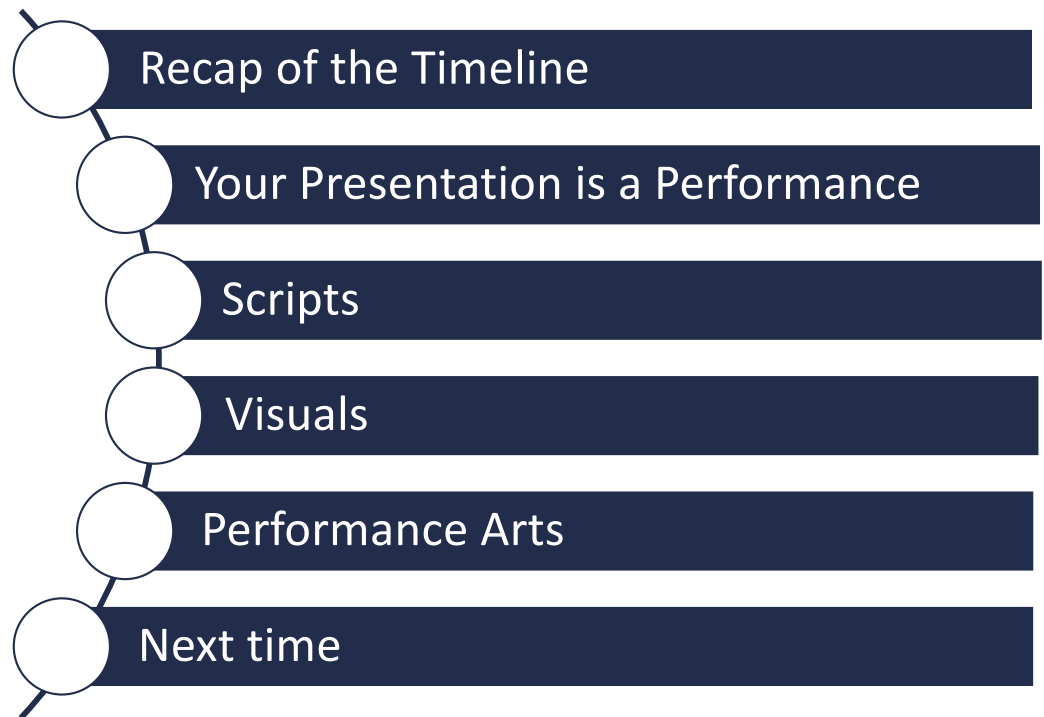 Recap of the Timeline
Your Presentation is a Performance
Scripts
Visuals
Performance Arts
Next time